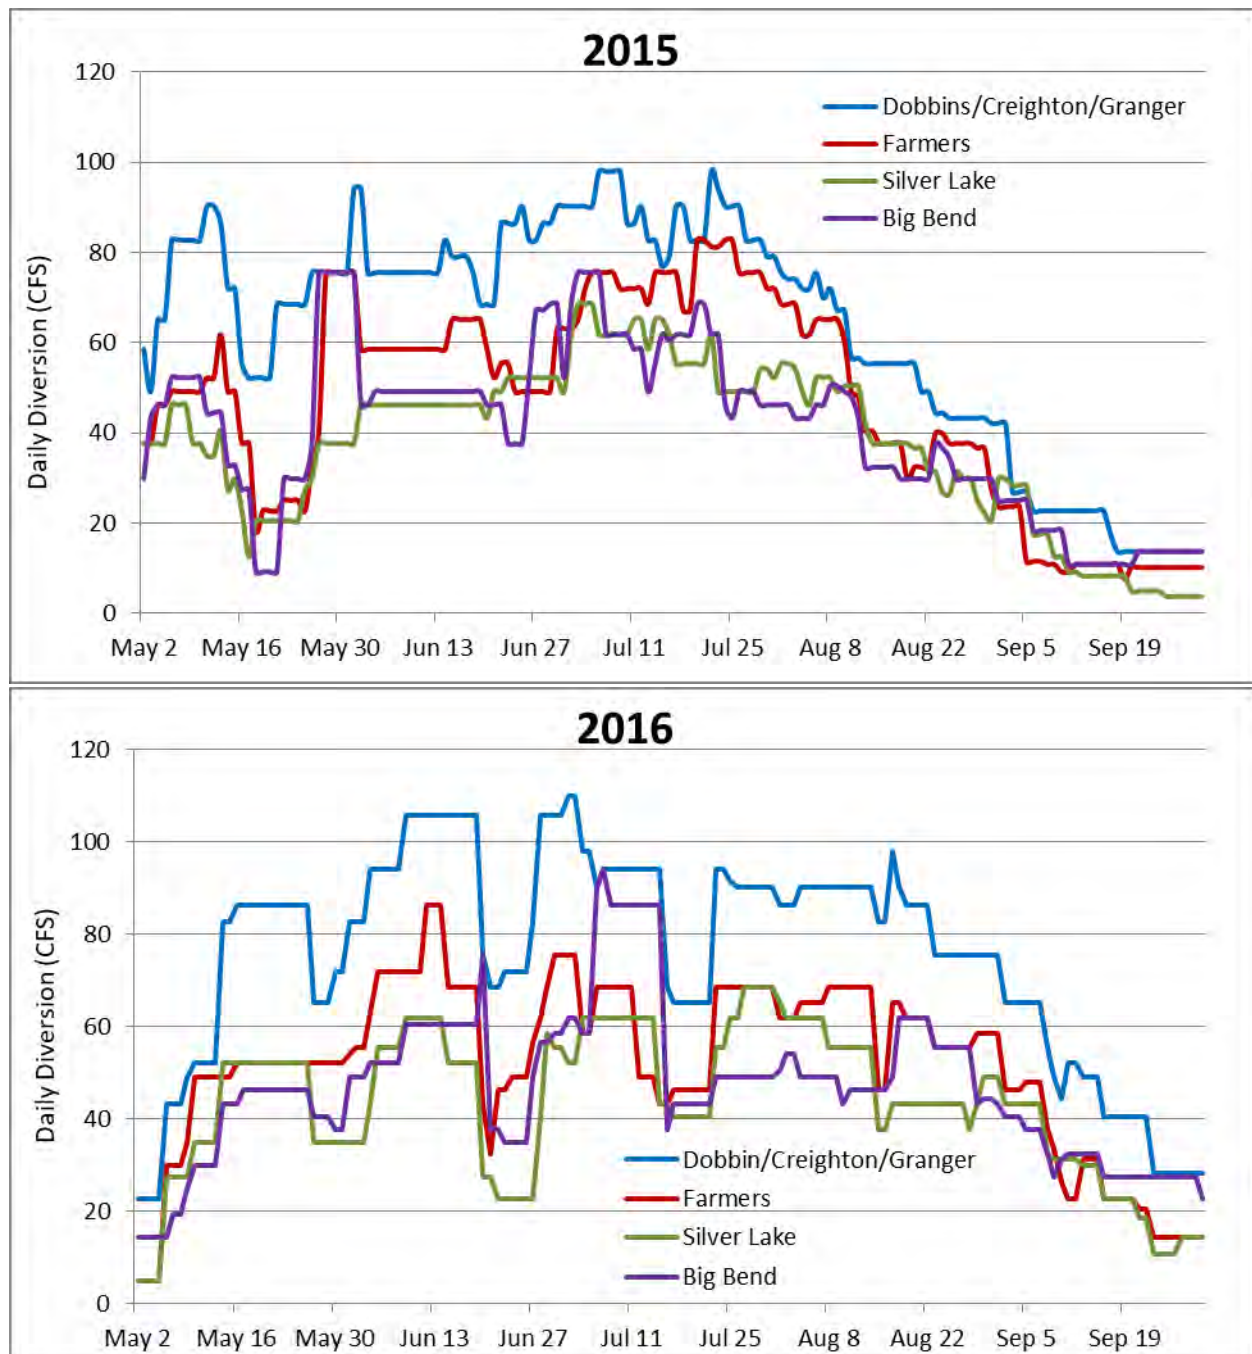 2015
120
100
80
60
40
20
0
Daily Diversion (CFS)
Dobbins/Creighton/Granger
Farmers
Silver Lake
Big Bend
May 2 May 16 May 30 Jun 13 Jun 27 Jul 11 Jul 25 Aug 8 Aug 22 Sep 5 Sep 19
2016
120
100
80
60
40
20
0
Daily Diversion (CFS)
Dobbin/Creighton/Granger
Farmers
Silver Lake
Big Bend
May 2 May 16 May 30 Jun 13 Jun 27 Jul 11 Jul 25 Aug 8 Aug 22 Sep 5 Sep 19